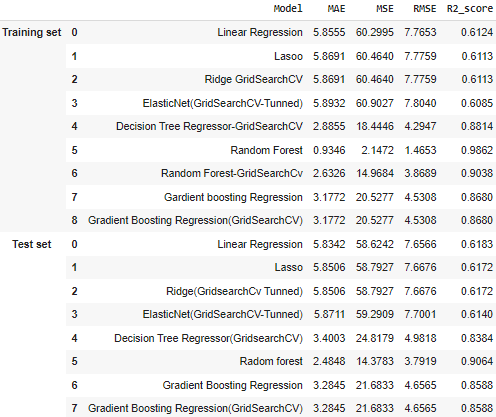 Model MAE MSE RMSE R2_score
Training set 0 Linear Regression 5.8555 60.2995 7.7653 0.6124
1 Lasoo 5.8691 60.4640 7.7759 0.6113
2 Ridge GridSearchCV 5.8691 60.4640 7.7759 0.6113
3 ElasticNet(GridSearchCV-Tunned) 5.8932 60.9027 7.8040 0.6085
4 Decision Tree Regressor-GridSearchCV 2.8855 18.4446 4.2947 0.8814
5 Random Forest 0.9346 2.1472 1.4653 0.9862
6 Random Forest-GridSearchCv 2.6326 14.9684 3.8689 0.9038
7 Gardient boosting Regression 3.1772 20.5277 4.5308 0.8680
8 Gradient Boosting Regression(GridSearchCV) 3.1772 20.5277 4.5308 0.8680
Test set 0 Linear Regression 5.8342 58.6242 7.6566 0.6183
1 Lasso 5.8506 58.7927 7.6676 0.6172
2 Ridge(GridsearchCv Tunned) 5.8506 58.7927 7.6676 0.6172
3 ElasticNet(GridSearchCV-Tunned) 5.8711 59.2909 7.7001 0.6140
4 Decision Tree Regressor(GridsearchCV) 3.4003 24.8179 4.9818 0.8384
5 Radom forest 2.4848 14.3783 3.7919 0.9064
6 Gradient Boosting Regression 3.2845 21.6833 4.6565 0.8588
7 Gradient Boosting Regression(GridSearchCV) 3.2845 21.6833 4.6565 0.8588